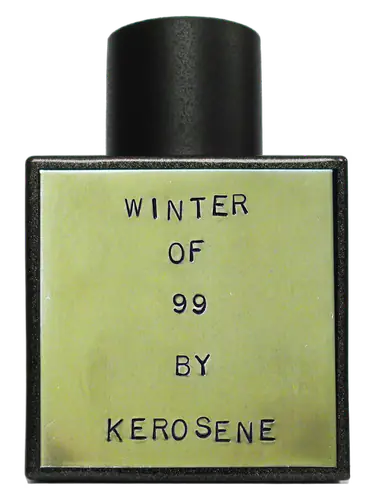 WINTER
OF
99
BY
KEROSENE